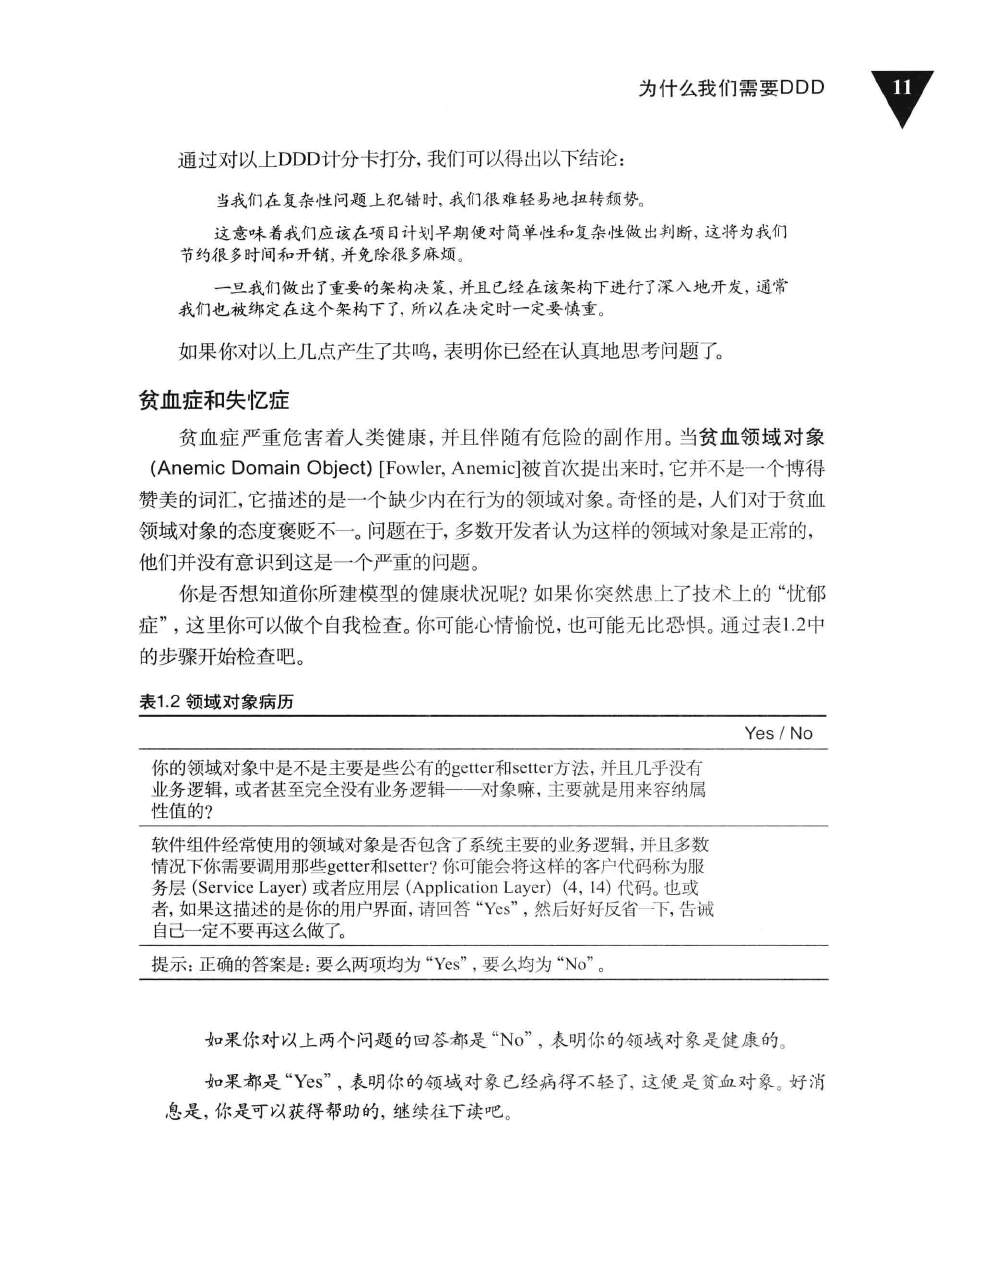 为什么我们需要DDD
11
通过对以上DDD计分卡打分，我们可以得出以下结论：
当我们在复杂性问题上犯错时，我们很难轻易地扭转颓势。
这意味着我们应该在项目计划早期便对简单性和复杂性做出判断，这将为我们
节约很多时间和开销，并免除很多麻烦。
一旦我们做出了重要的架构决策，并且已经在该架构下进行了深入地开发，通常
我们也被绑定在这个架构下了，所以在决定时一定要慎重。
如果你对以上几点产生了共鸣，表明你已经在认真地思考问题了。
贫血症和失忆症
贫血症严重危害着人类健康，并且伴随有危险的副作用。当贫血领域对象
（Anemic Domain Object) [Fowler, Anemic]被首次提出来时，它并不是一个博得
赞美的词汇，它描述的是一个缺少内在行为的领域对象。奇怪的是，人们对于贫血
领域对象的态度褒贬不一。问题在于，多数开发者认为这样的领域对象是正常的，
他们并没有意识到这是一个严重的问题。
你是否想知道你所建模型的健康状况呢？如果你突然患上了技术上的“忧郁
症”，这里你可以做个自我检查。你可能心情愉悦，也可能无比恐惧。通过表1.2中
的步骤开始检查吧。
表1.2 领域对象病历
Yes / No
你的领域对象中是不是主要是些公有的getter和setter方法，并且几乎没有
业务逻辑，或者甚至完全没有业务逻辑——对象嘛，主要就是用来容纳属
性值的？
软件组件经常使用的领域对象是否包含了系统主要的业务逻辑，并且多数
情况下你需要调用那些getter和setter？你可能会将这样的客户代码称为服
务层 (Service Layer) 或者应用层 (Application Layer) (4, 14) 代码。也或
者，如果这描述的是你的用户界面，请回答“Yes”，然后好好反省一下，告诫
自己一定不要再这么做了。
提示：正确的答案是：要么两项均为“Yes”，要么均为“No”。
如果你对以上两个问题的回答都是“No”，表明你的领域对象是健康的。
如果都是“Yes”，表明你的领域对象已经病得不轻了，这便是贫血对象。好消
息是，你是可以获得帮助的，继续往下读吧。